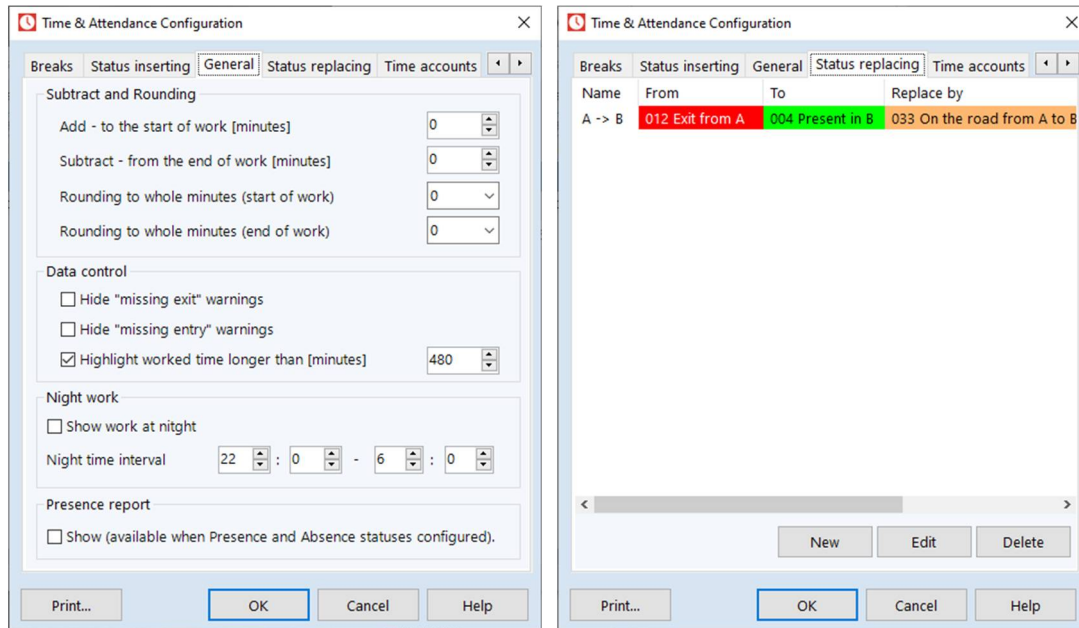 Time & Attendance Configuration
Breaks Status inserting General Status replacing Time accounts
Subtract and Rounding
Add - to the start of work [minutes] 0
Subtract - from the end of work [minutes] 0
Rounding to whole minutes (start of work) 0
Rounding to whole minutes (end of work) 0
Data control
Hide "missing exit" warnings
Hide "missing entry" warnings
Highlight worked time longer than [minutes] 480
Night work
Show work at nitght
Night time interval 22 : 0 - 6 : 0
Presence report
Show (available when Presence and Absence statuses configured).
Print... OK Cancel Help
Time & Attendance Configuration
Breaks Status inserting General Status replacing Time accounts
Name From To Replace by
A -> B 012 Exit from A 004 Present in B 033 On the road from A to B
New Edit Delete
Print... OK Cancel Help